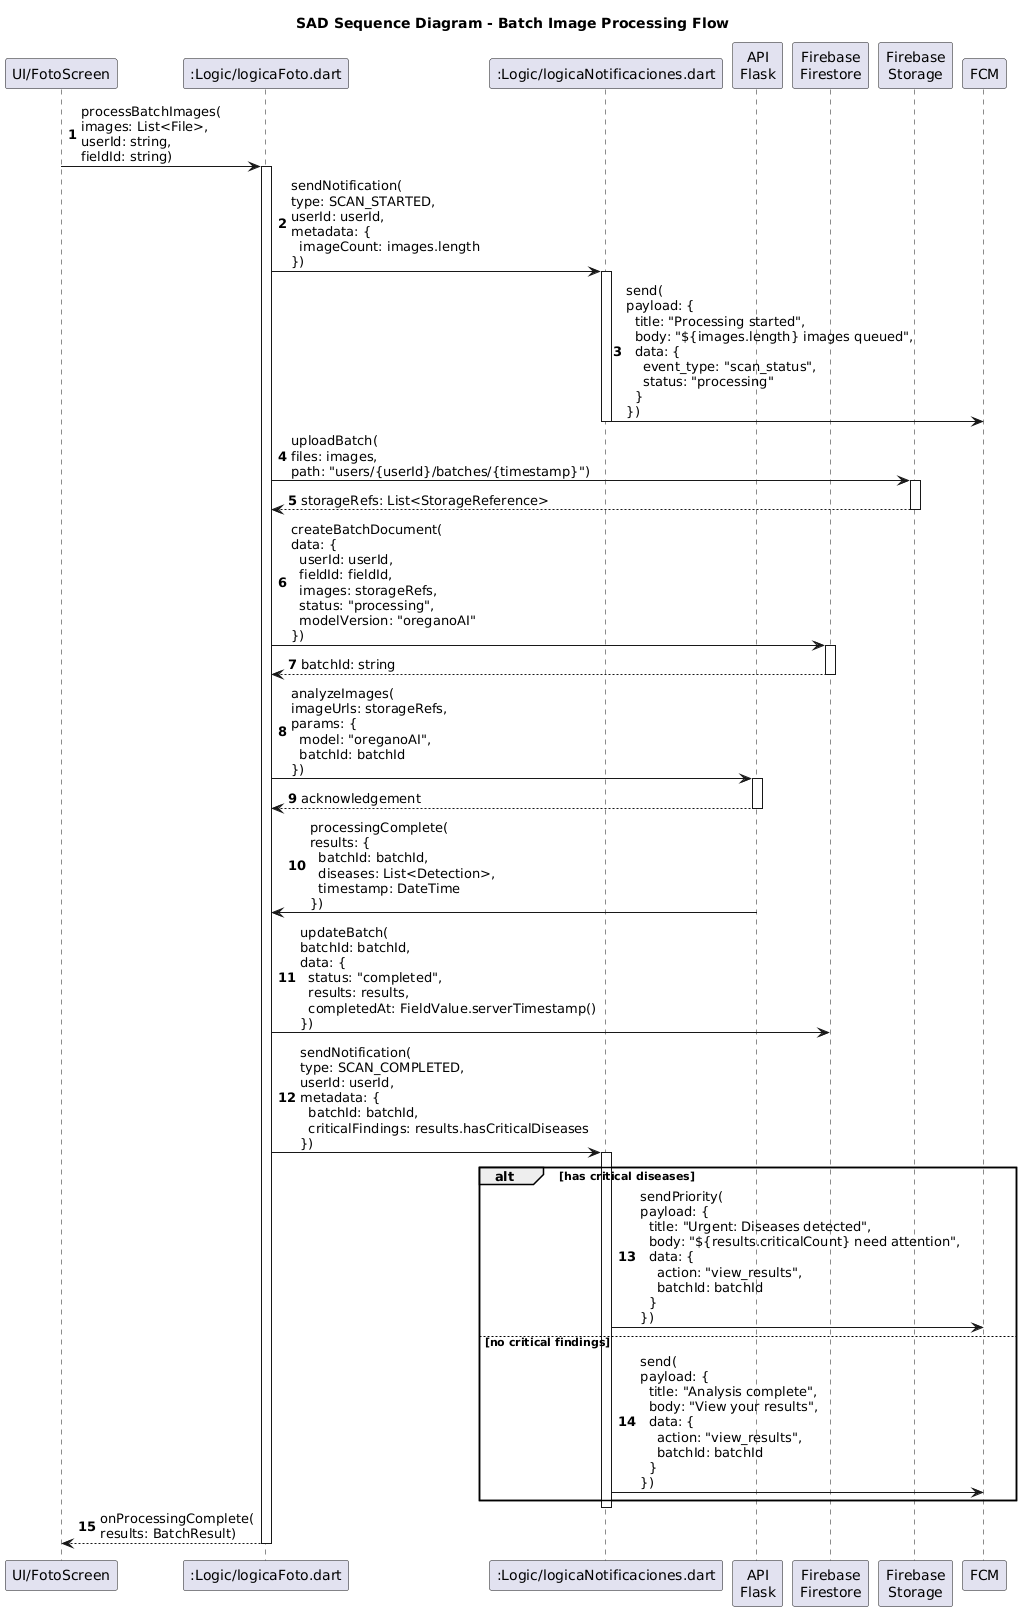 SAD Sequence Diagram - Batch Image Processing Flow
UI/FotoScreen
:Logic/logicaFoto.dart
:Logic/logicaNotificaciones.dart
API
Flask
Firebase
Firestore
Firebase
Storage
FCM
1 processBatchImages(
images: List<File>,
userId: string,
fieldId: string)
2 sendNotification(
type: SCAN_STARTED,
userId: userId,
metadata: {
imageCount: images.length
})
3 send(
payload: {
title: "Processing started",
body: "${images.length} images queued",
data: {
event_type: "scan_status",
status: "processing"
}
})
4 uploadBatch(
files: images,
path: "users/{userId}/batches/{timestamp}")
5 storageRefs: List<StorageReference>
6 createBatchDocument(
data: {
userId: userId,
fieldId: fieldId,
images: storageRefs,
status: "processing",
modelVersion: "oreganoAI"
})
7 batchId: string
8 analyzeImages(
imageUrls: storageRefs,
params: {
model: "oreganoAI",
batchId: batchId
})
9 acknowledgement
10 processingComplete(
results: {
batchId: batchId,
diseases: List<Detection>,
timestamp: DateTime
})
11 updateBatch(
batchId: batchId,
data: {
status: "completed",
results: results,
completedAt: FieldValue.serverTimestamp()
})
12 sendNotification(
type: SCAN_COMPLETED,
userId: userId,
metadata: {
batchId: batchId,
criticalFindings: results.hasCriticalDiseases
})
alt [has critical diseases]
13 sendPriority(
payload: {
title: "Urgent: Diseases detected",
body: "${results.criticalCount} need attention",
data: {
action: "view_results",
batchId: batchId
}
})
[no critical findings]
14 send(
payload: {
title: "Analysis complete",
body: "View your results",
data: {
action: "view_results",
batchId: batchId
}
})
15 onProcessingComplete(
results: BatchResult)
UI/FotoScreen
:Logic/logicaFoto.dart
:Logic/logicaNotificaciones.dart
API
Flask
Firebase
Firestore
Firebase
Storage
FCM